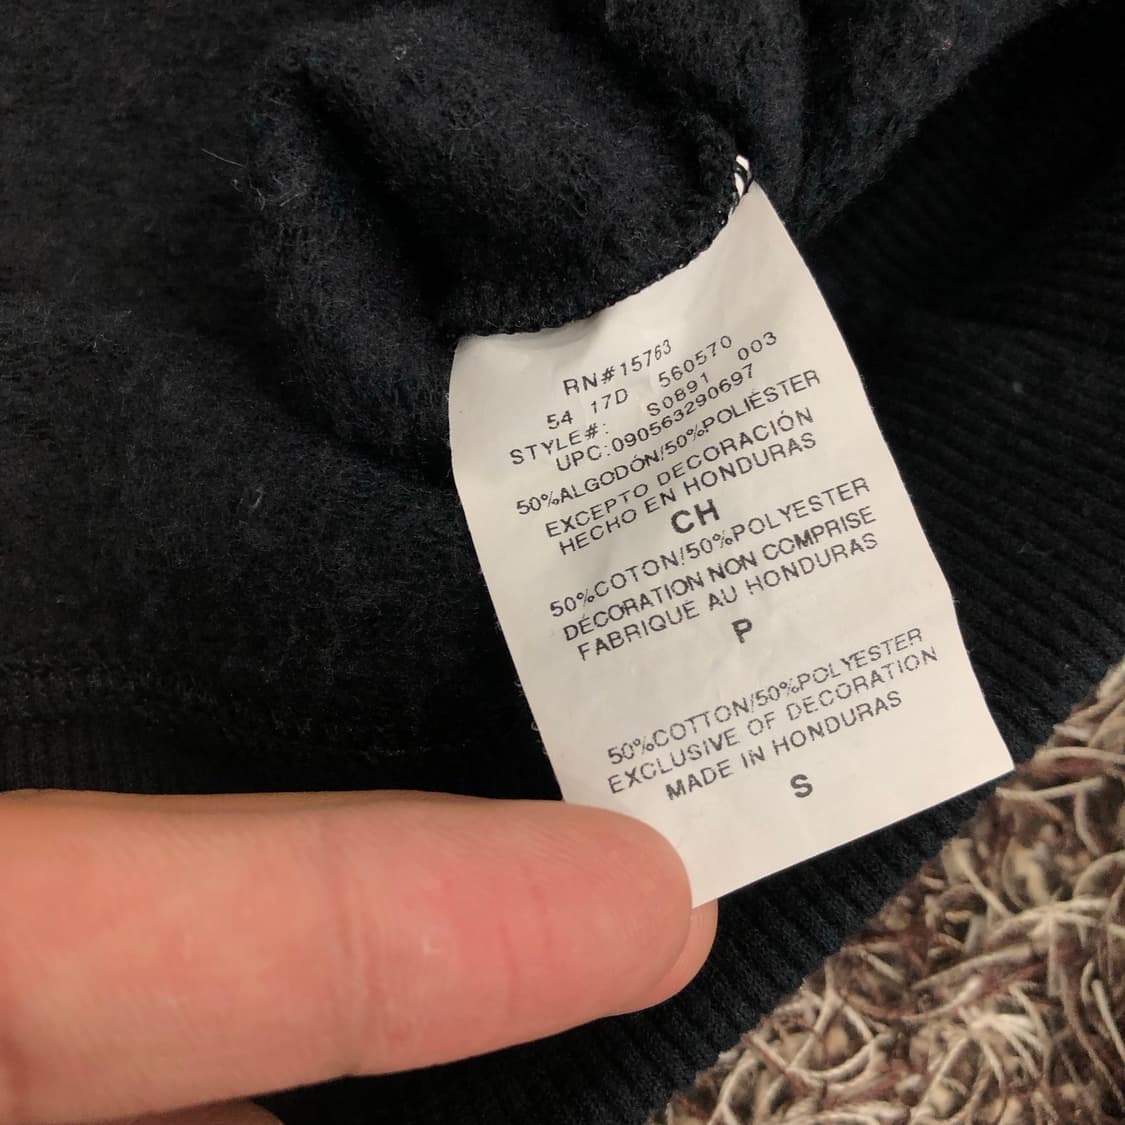 RN#15763
54 17D 560570
STYLE#: S0891 003
UPC:090563290697
50%ALGODÓN/50%POLIÉSTER
EXCEPTO DECORACIÓN
HECHO EN HONDURAS
CH
50%COTON/50%POLYESTER
DÉCORATION NON COMPRISE
FABRIQUE AU HONDURAS
P
50%COTTON/50%POLYESTER
EXCLUSIVE OF DECORATION
MADE IN HONDURAS
S